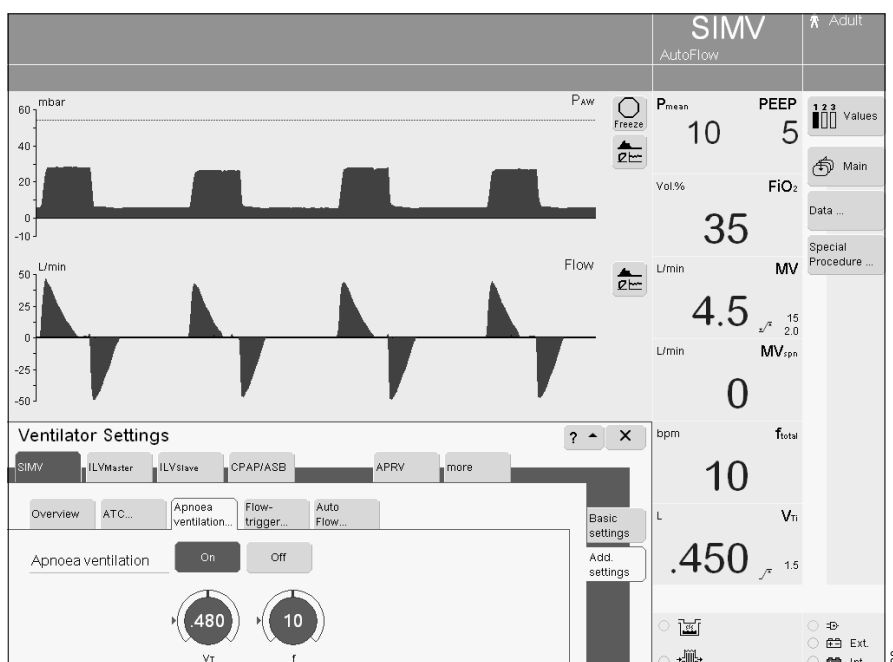 SIMV
Adult
AutoFlow
mbar
PAW
60
40
20
0
-10
Freeze
Pmean
PEEP
10
5
1 2 3
Values
Main
Vol.%
FiO2
35
Data ...
Special
Procedure ...
L/min
Flow
50
25
0
-25
-50
L/min
MV
4.5
15
2.0
L/min
MVspn
0
Ventilator Settings
?
X
bpm
ftotal
10
SIMV
ILVMaster
ILVSlave
CPAP/ASB
APRV
more
Overview
ATC...
Apnoea
ventilation...
Flow-
trigger...
Auto
Flow...
Basic
settings
Add.
settings
L
VTi
.450
1.5
Apnoea ventilation
On
Off
.480
10
VT
f
Ext.
Int.